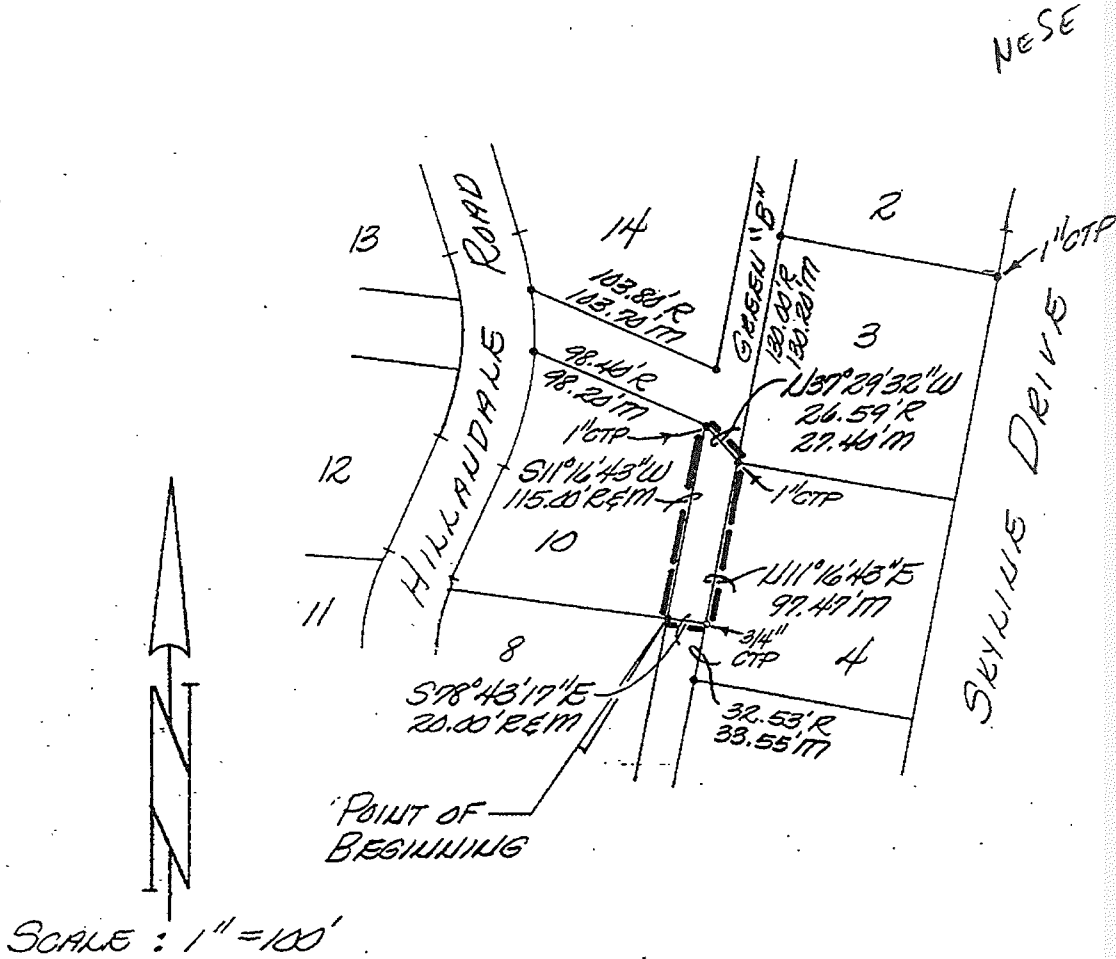 NESE
13
HILLANDALE ROAD
14
103.80'R
103.70'M
GREEN "B"
130.00'R
130.20'M
2
1"CTP
3
98.40'R
98.20'M
1"CTP
N37°29'32"W
26.59'R
27.40'M
1"CTP
SKYLINE DRIVE
12
S11°16'43"W
115.00'R&M
10
N11°16'43"E
97.47'M
11
3/4"
CTP
4
8
S78°43'17"E
20.00'R&M
32.53'R
33.55'M
POINT OF
BEGINNING
N
SCALE : 1"=100'